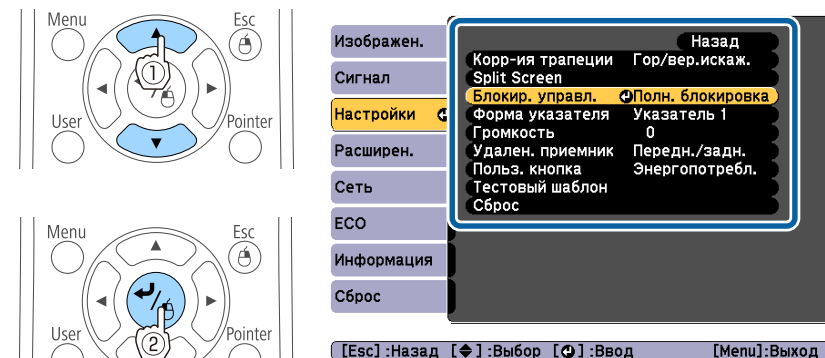 Menu
Esc
1
User
Pointer
Menu
Esc
User
Pointer
2
Изображен.
Сигнал
Настройки
Расширен.
Сеть
ECO
Информация
Сброс
Назад
Корр-ия трапеции Гор/вер.искаж.
Split Screen
Блокир. управл. Полн. блокировка
Форма указателя Указатель 1
Громкость 0
Удален. приемник Передн./задн.
Польз. кнопка Энергопотребл.
Тестовый шаблон
Сброс
[Esc] :Назад [◆] :Выбор [⏎] :Ввод [Menu]:Выход